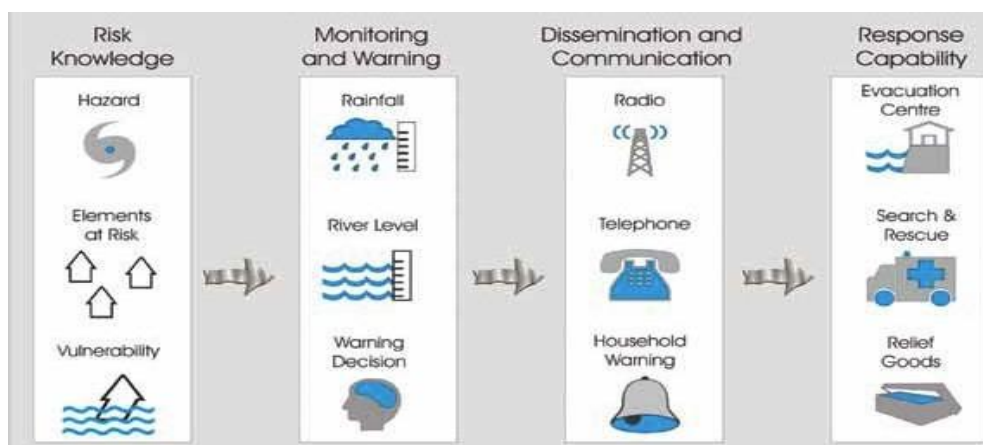 Risk
Knowledge
Hazard
Elements
at Risk
Vulnerability
Monitoring
and Warning
Rainfall
River Level
Warning
Decision
Dissemination and
Communication
Radio
Telephone
Household
Warning
Response
Capability
Evacuation
Centre
Search &
Rescue
Relief
Goods